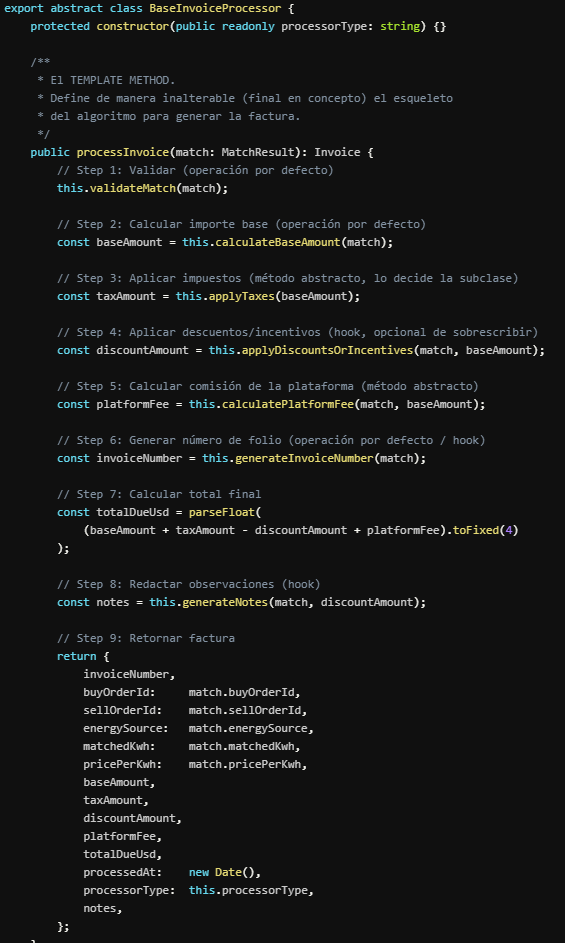 export abstract class BaseInvoiceProcessor {
    protected constructor(public readonly processorType: string) {}

    /**
     * El TEMPLATE METHOD.
     * Define de manera inalterable (final en concepto) el esqueleto
     * del algoritmo para generar la factura.
     */
    public processInvoice(match: MatchResult): Invoice {
        // Step 1: Validar (operación por defecto)
        this.validateMatch(match);

        // Step 2: Calcular importe base (operación por defecto)
        const baseAmount = this.calculateBaseAmount(match);

        // Step 3: Aplicar impuestos (método abstracto, lo decide la subclase)
        const taxAmount = this.applyTaxes(baseAmount);

        // Step 4: Aplicar descuentos/incentivos (hook, opcional de sobrescribir)
        const discountAmount = this.applyDiscountsOrIncentives(match, baseAmount);

        // Step 5: Calcular comisión de la plataforma (método abstracto)
        const platformFee = this.calculatePlatformFee(match, baseAmount);

        // Step 6: Generar número de folio (operación por defecto / hook)
        const invoiceNumber = this.generateInvoiceNumber(match);

        // Step 7: Calcular total final
        const totalDueUsd = parseFloat(
            (baseAmount + taxAmount - discountAmount + platformFee).toFixed(4)
        );

        // Step 8: Redactar observaciones (hook)
        const notes = this.generateNotes(match, discountAmount);

        // Step 9: Retornar factura
        return {
            invoiceNumber,
            buyOrderId:     match.buyOrderId,
            sellOrderId:    match.sellOrderId,
            energySource:   match.energySource,
            matchedKwh:     match.matchedKwh,
            pricePerKwh:    match.pricePerKwh,
            baseAmount,
            taxAmount,
            discountAmount,
            platformFee,
            totalDueUsd,
            processedAt:    new Date(),
            processorType:  this.processorType,
            notes,
        };
    }